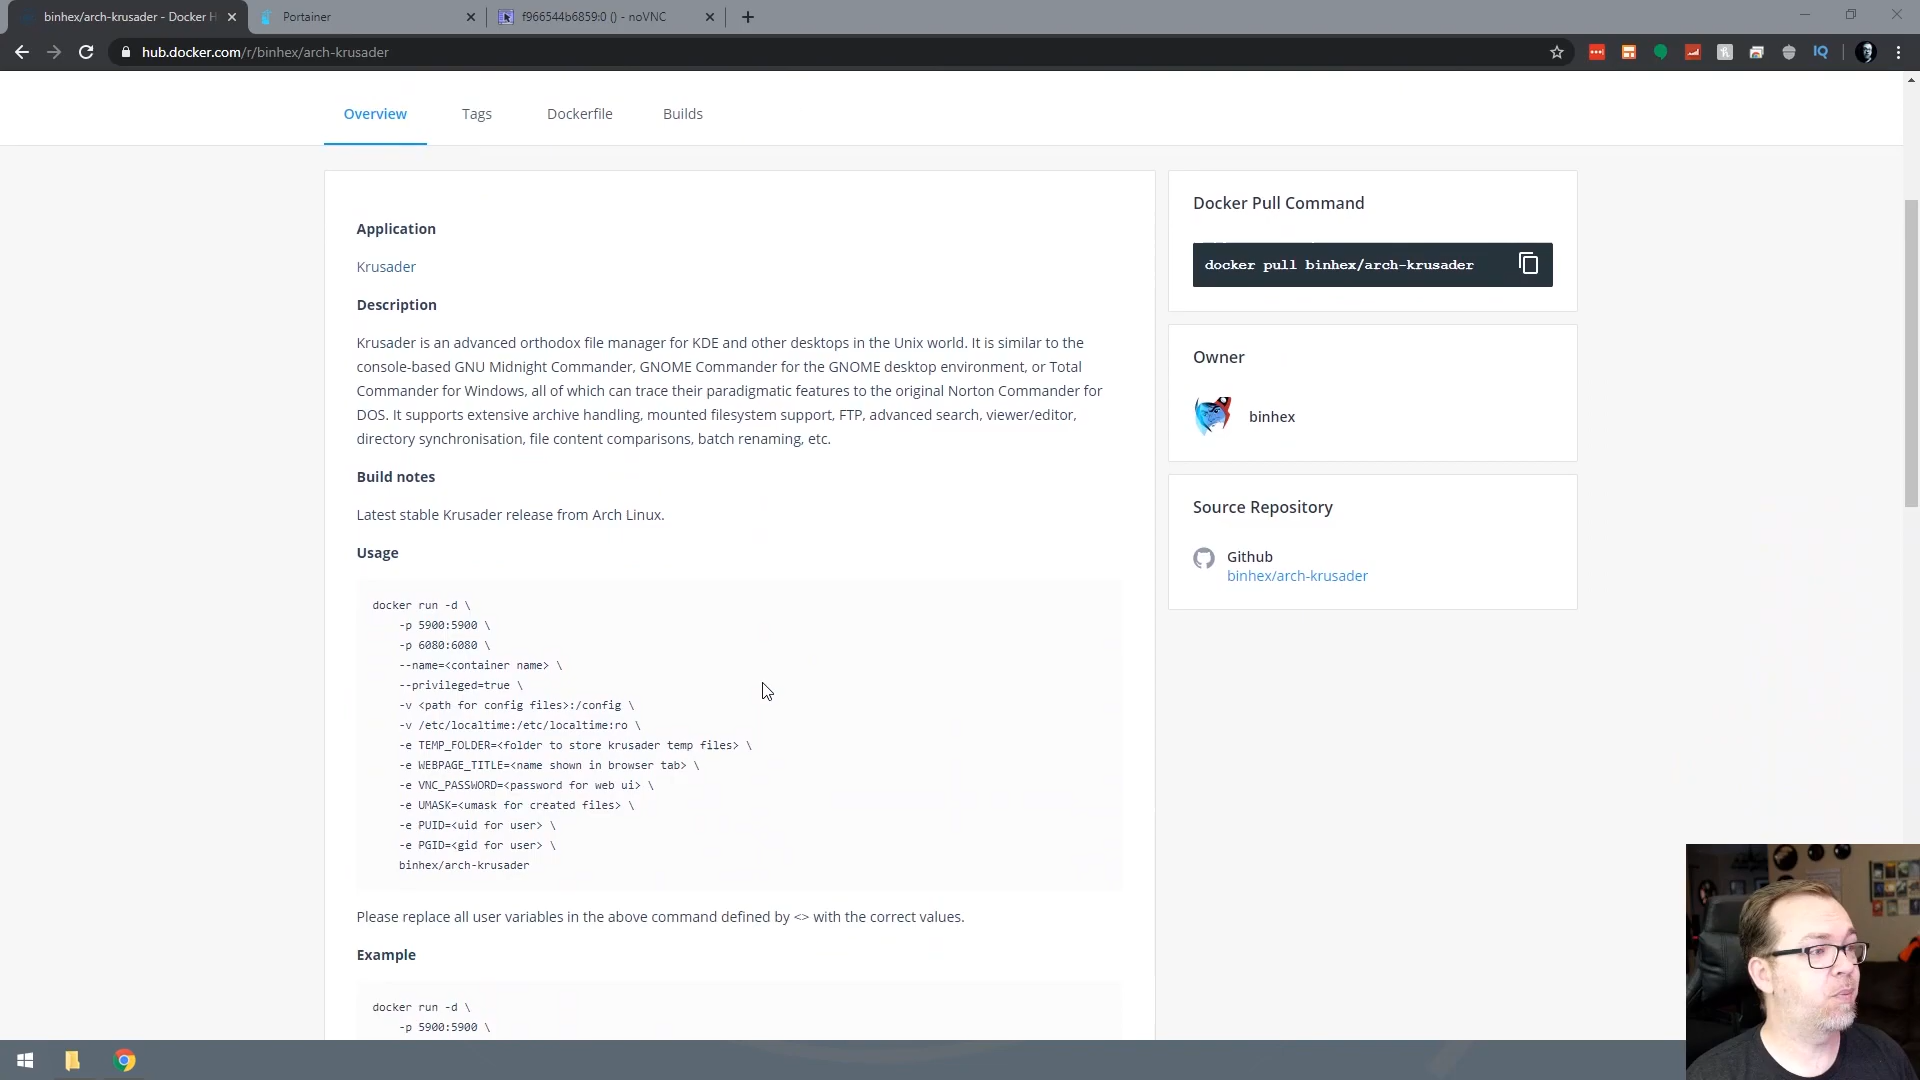 binhex/arch-krusader - Docker H
Portainer
f966544b6859:0 () - noVNC
hub.docker.com/r/binhex/arch-krusader
IQ
Overview
Tags
Dockerfile
Builds
Application
Krusader
Description
Krusader is an advanced orthodox file manager for KDE and other desktops in the Unix world. It is similar to the
console-based GNU Midnight Commander, GNOME Commander for the GNOME desktop environment, or Total
Commander for Windows, all of which can trace their paradigmatic features to the original Norton Commander for
DOS. It supports extensive archive handling, mounted filesystem support, FTP, advanced search, viewer/editor,
directory synchronisation, file content comparisons, batch renaming, etc.
Build notes
Latest stable Krusader release from Arch Linux.
Usage
docker run -d \
-p 5900:5900 \
-p 6080:6080 \
--name=<container name> \
--privileged=true \
-v <path for config files>:/config \
-v /etc/localtime:/etc/localtime:ro \
-e TEMP_FOLDER=<folder to store krusader temp files> \
-e WEBPAGE_TITLE=<name shown in browser tab> \
-e VNC_PASSWORD=<password for web ui> \
-e UMASK=<umask for created files> \
-e PUID=<uid for user> \
-e PGID=<gid for user> \
binhex/arch-krusader
Please replace all user variables in the above command defined by <> with the correct values.
Example
docker run -d \
-p 5900:5900 \
Docker Pull Command
docker pull binhex/arch-krusader
Owner
binhex
Source Repository
Github
binhex/arch-krusader